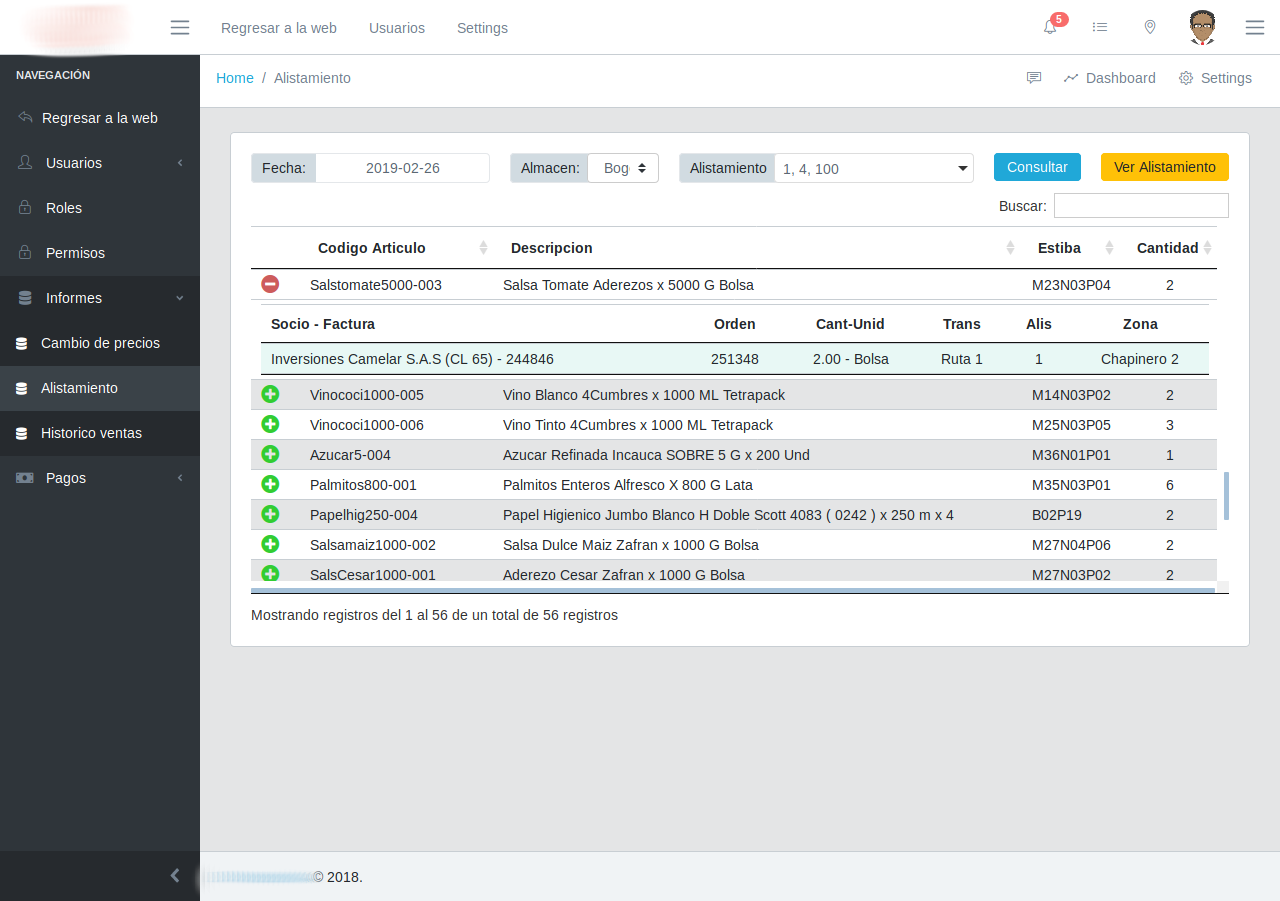 Regresar a la web Usuarios Settings 5
NAVEGACIÓN
Home / Alistamiento Dashboard Settings
Regresar a la web
Usuarios
Roles
Permisos
Informes
Cambio de precios
Alistamiento
Historico ventas
Pagos
Fecha: 2019-02-26 Almacen: Bog Alistamiento 1, 4, 100 Consultar Ver Alistamiento
Buscar:
Codigo Articulo Descripcion Estiba Cantidad
Salstomate5000-003 Salsa Tomate Aderezos x 5000 G Bolsa M23N03P04 2
Socio - Factura Orden Cant-Unid Trans Alis Zona
Inversiones Camelar S.A.S (CL 65) - 244846 251348 2.00 - Bolsa Ruta 1 1 Chapinero 2
Vinococi1000-005 Vino Blanco 4Cumbres x 1000 ML Tetrapack M14N03P02 2
Vinococi1000-006 Vino Tinto 4Cumbres x 1000 ML Tetrapack M25N03P05 3
Azucar5-004 Azucar Refinada Incauca SOBRE 5 G x 200 Und M36N01P01 1
Palmitos800-001 Palmitos Enteros Alfresco X 800 G Lata M35N03P01 6
Papelhig250-004 Papel Higienico Jumbo Blanco H Doble Scott 4083 ( 0242 ) x 250 m x 4 B02P19 2
Salsamaiz1000-002 Salsa Dulce Maiz Zafran x 1000 G Bolsa M27N04P06 2
SalsCesar1000-001 Aderezo Cesar Zafran x 1000 G Bolsa M27N03P02 2
Mostrando registros del 1 al 56 de un total de 56 registros
© 2018.